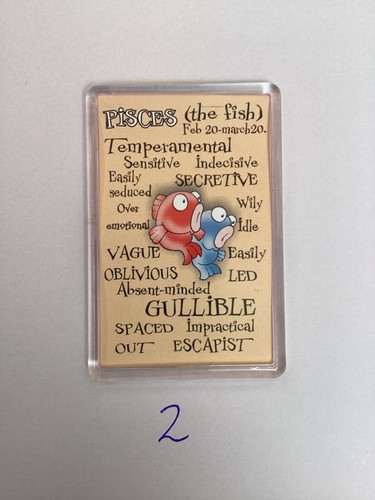 PiSCES (the fish)
Feb 20-march20.
Temperamental
Sensitive Indecisive
Easily SECRETIVE
seduced
Over Wily
emotional idle
VAGUE Easily
OBLIVIOUS LED
Absent-minded
GULLiBLE
SPACED impractical
OUT ESCAPiST
2